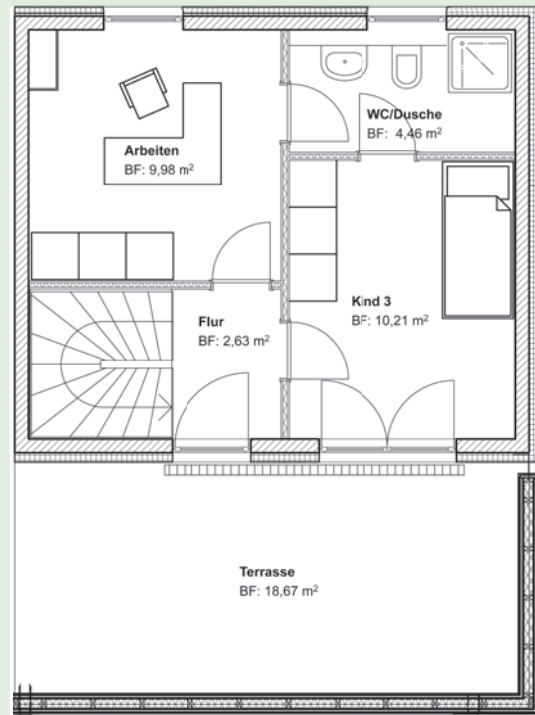 WC/Dusche
BF: 4,46 m²
Arbeiten
BF: 9,98 m²
Kind 3
BF: 10,21 m²
Flur
BF: 2,63 m²
Terrasse
BF: 18,67 m²